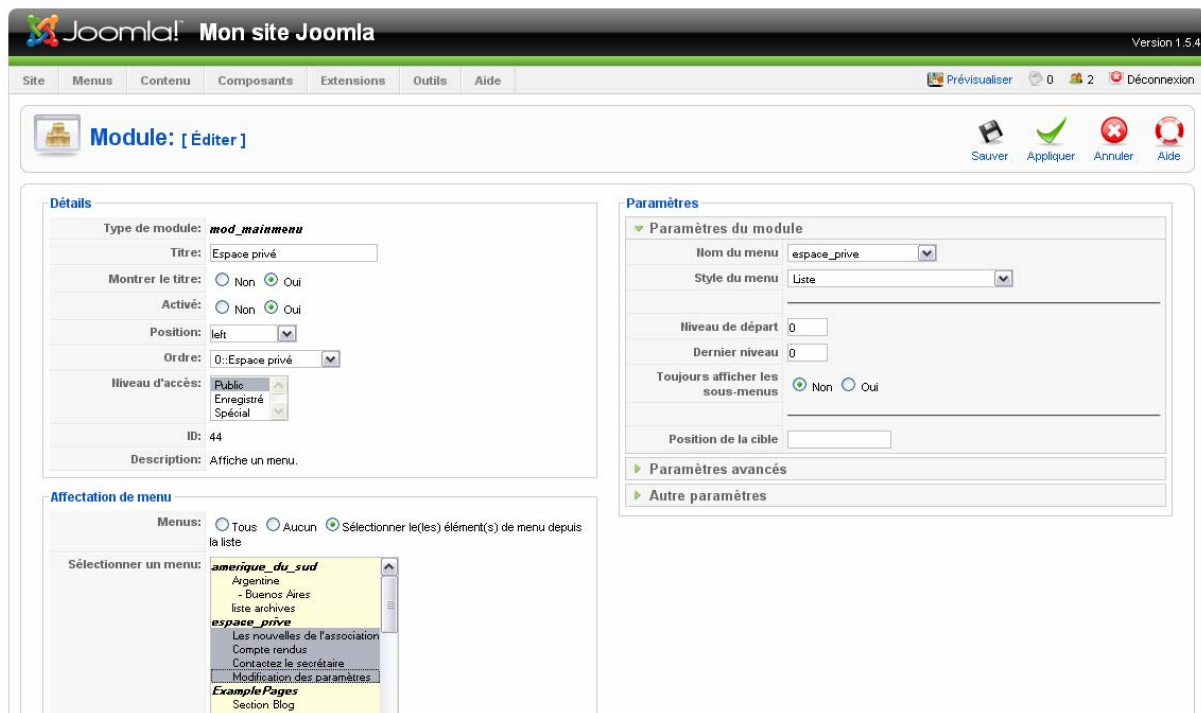 Joomla! Mon site Joomla
Version 1.5.4
Site Menus Contenu Composants Extensions Outils Aide
Prévisualiser 0 2 Déconnexion
Module: [ Éditer ]
Sauver Appliquer Annuler Aide
Détails
Type de module: mod_mainmenu
Titre: Espace privé
Montrer le titre: Non Oui
Activé: Non Oui
Position: left
Ordre: 0::Espace privé
Niveau d'accès: Public
Enregistré
Spécial
ID: 44
Description: Affiche un menu.
Affectation de menu
Menus: Tous Aucun Sélectionner le(les) élément(s) de menu depuis
la liste
Sélectionner un menu: amerique_du_sud
Argentine
- Buenos Aires
liste archives
espace_prive
Les nouvelles de l'association
Compte rendus
Contactez le secrétaire
Modification des paramètres
ExamplePages
Section Blog
Paramètres
Paramètres du module
Nom du menu espace_prive
Style du menu Liste
Niveau de départ 0
Dernier niveau 0
Toujours afficher les
sous-menus Non Oui
Position de la cible
Paramètres avancés
Autre paramètres